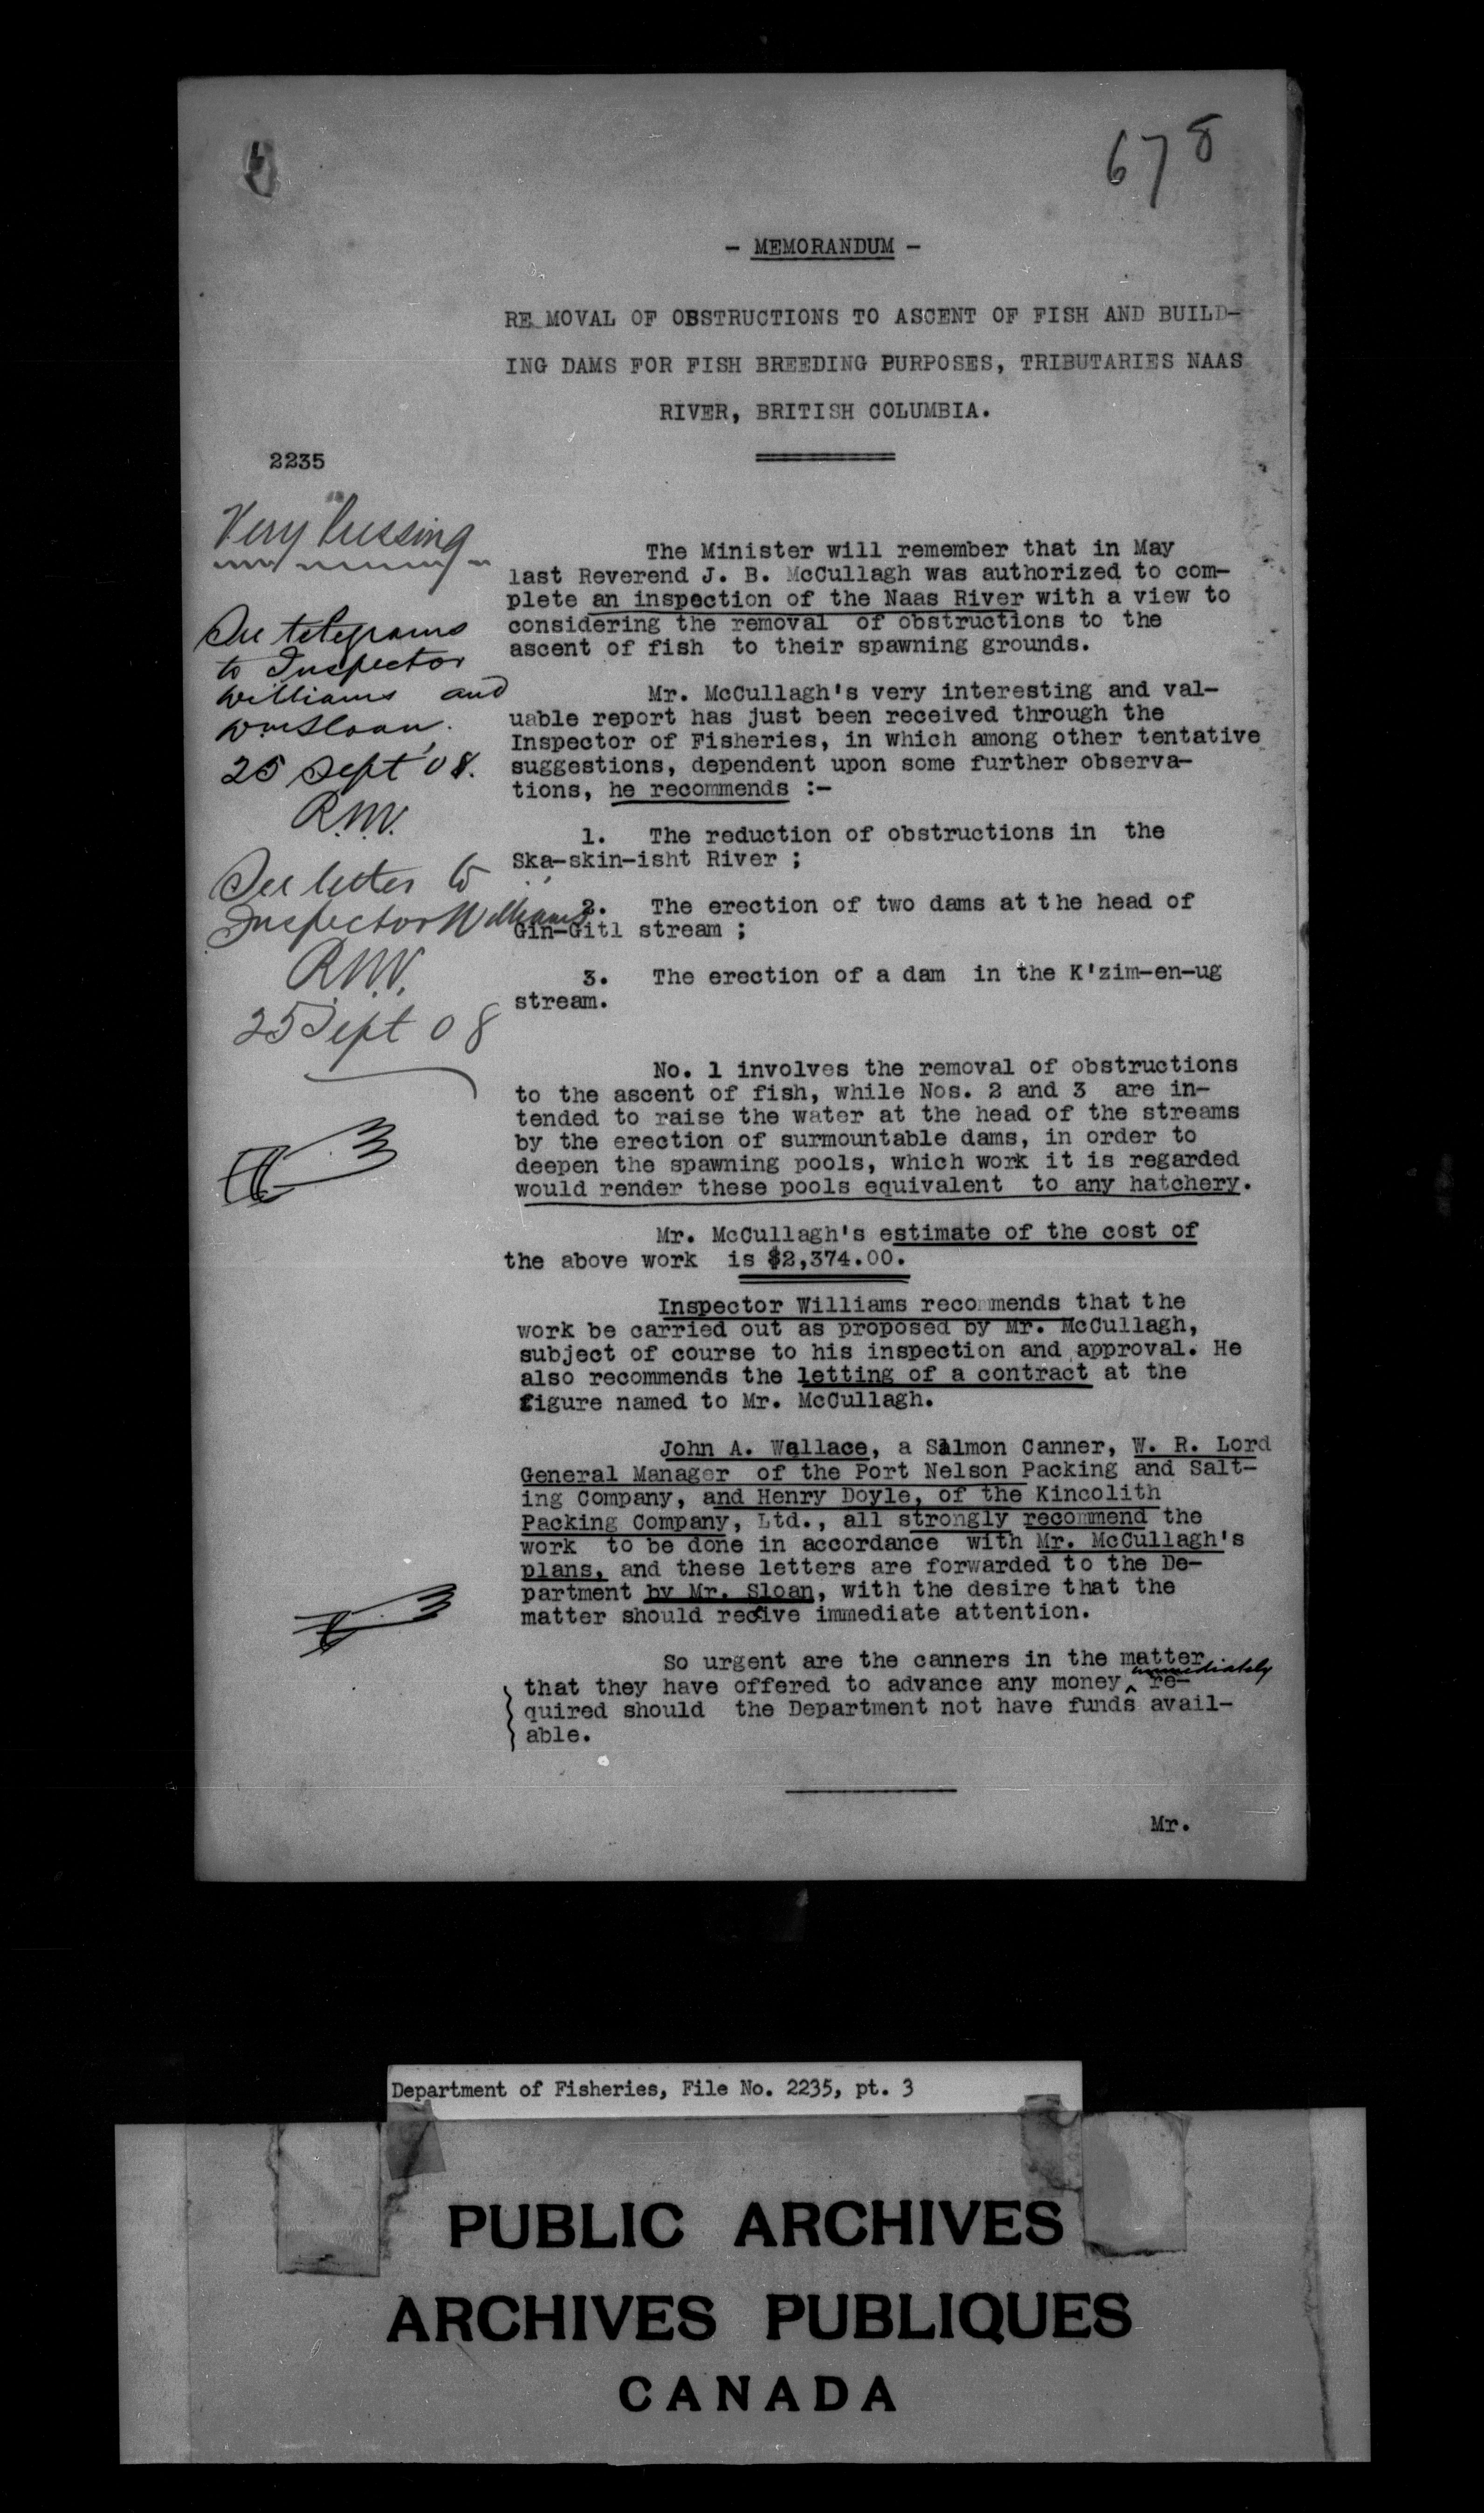 678
- MEMORANDUM -
RE MOVAL OF OBSTRUCTIONS TO ASCENT OF FISH AND BUILD-
ING DAMS FOR FISH BREEDING PURPOSES, TRIBUTARIES NAAS
RIVER, BRITISH COLUMBIA.
2235
Very Pressing
See telegrams
to Inspector
Williams and
Wm Sloan.
25 Sept '08.
R.N.V.
See letter to
Inspector Williams
R.N.V.
25 Sept 08
The Minister will remember that in May
last Reverend J. B. McCullagh was authorized to com-
plete an inspection of the Naas River with a view to
considering the removal of obstructions to the
ascent of fish to their spawning grounds.
Mr. McCullagh's very interesting and val-
uable report has just been received through the
Inspector of Fisheries, in which among other tentative
suggestions, dependent upon some further observa-
tions, he recommends :-
1. The reduction of obstructions in the
Ska-skin-isht River ;
2. The erection of two dams at the head of
Gin-Gitl stream ;
3. The erection of a dam in the K'zim-en-ug
stream.
No. 1 involves the removal of obstructions
to the ascent of fish, while Nos. 2 and 3 are in-
tended to raise the water at the head of the streams
by the erection of surmountable dams, in order to
deepen the spawning pools, which work it is regarded
would render these pools equivalent to any hatchery.
Mr. McCullagh's estimate of the cost of
the above work is $2,374.00.
Inspector Williams recommends that the
work be carried out as proposed by Mr. McCullagh,
subject of course to his inspection and approval. He
also recommends the letting of a contract at the
figure named to Mr. McCullagh.
John A. Wallace, a Salmon Canner, W. R. Lord
General Manager of the Port Nelson Packing and Salt-
ing Company, and Henry Doyle, of the Kincolith
Packing Company, Ltd., all strongly recommend the
work to be done in accordance with Mr. McCullagh's
plans, and these letters are forwarded to the De-
partment by Mr. Sloan, with the desire that the
matter should receive immediate attention.
So urgent are the canners in the matter
that they have offered to advance any money immediately re-
quired should the Department not have funds avail-
able.
Mr.
Department of Fisheries, File No. 2235, pt. 3
PUBLIC ARCHIVES
ARCHIVES PUBLIQUES
CANADA